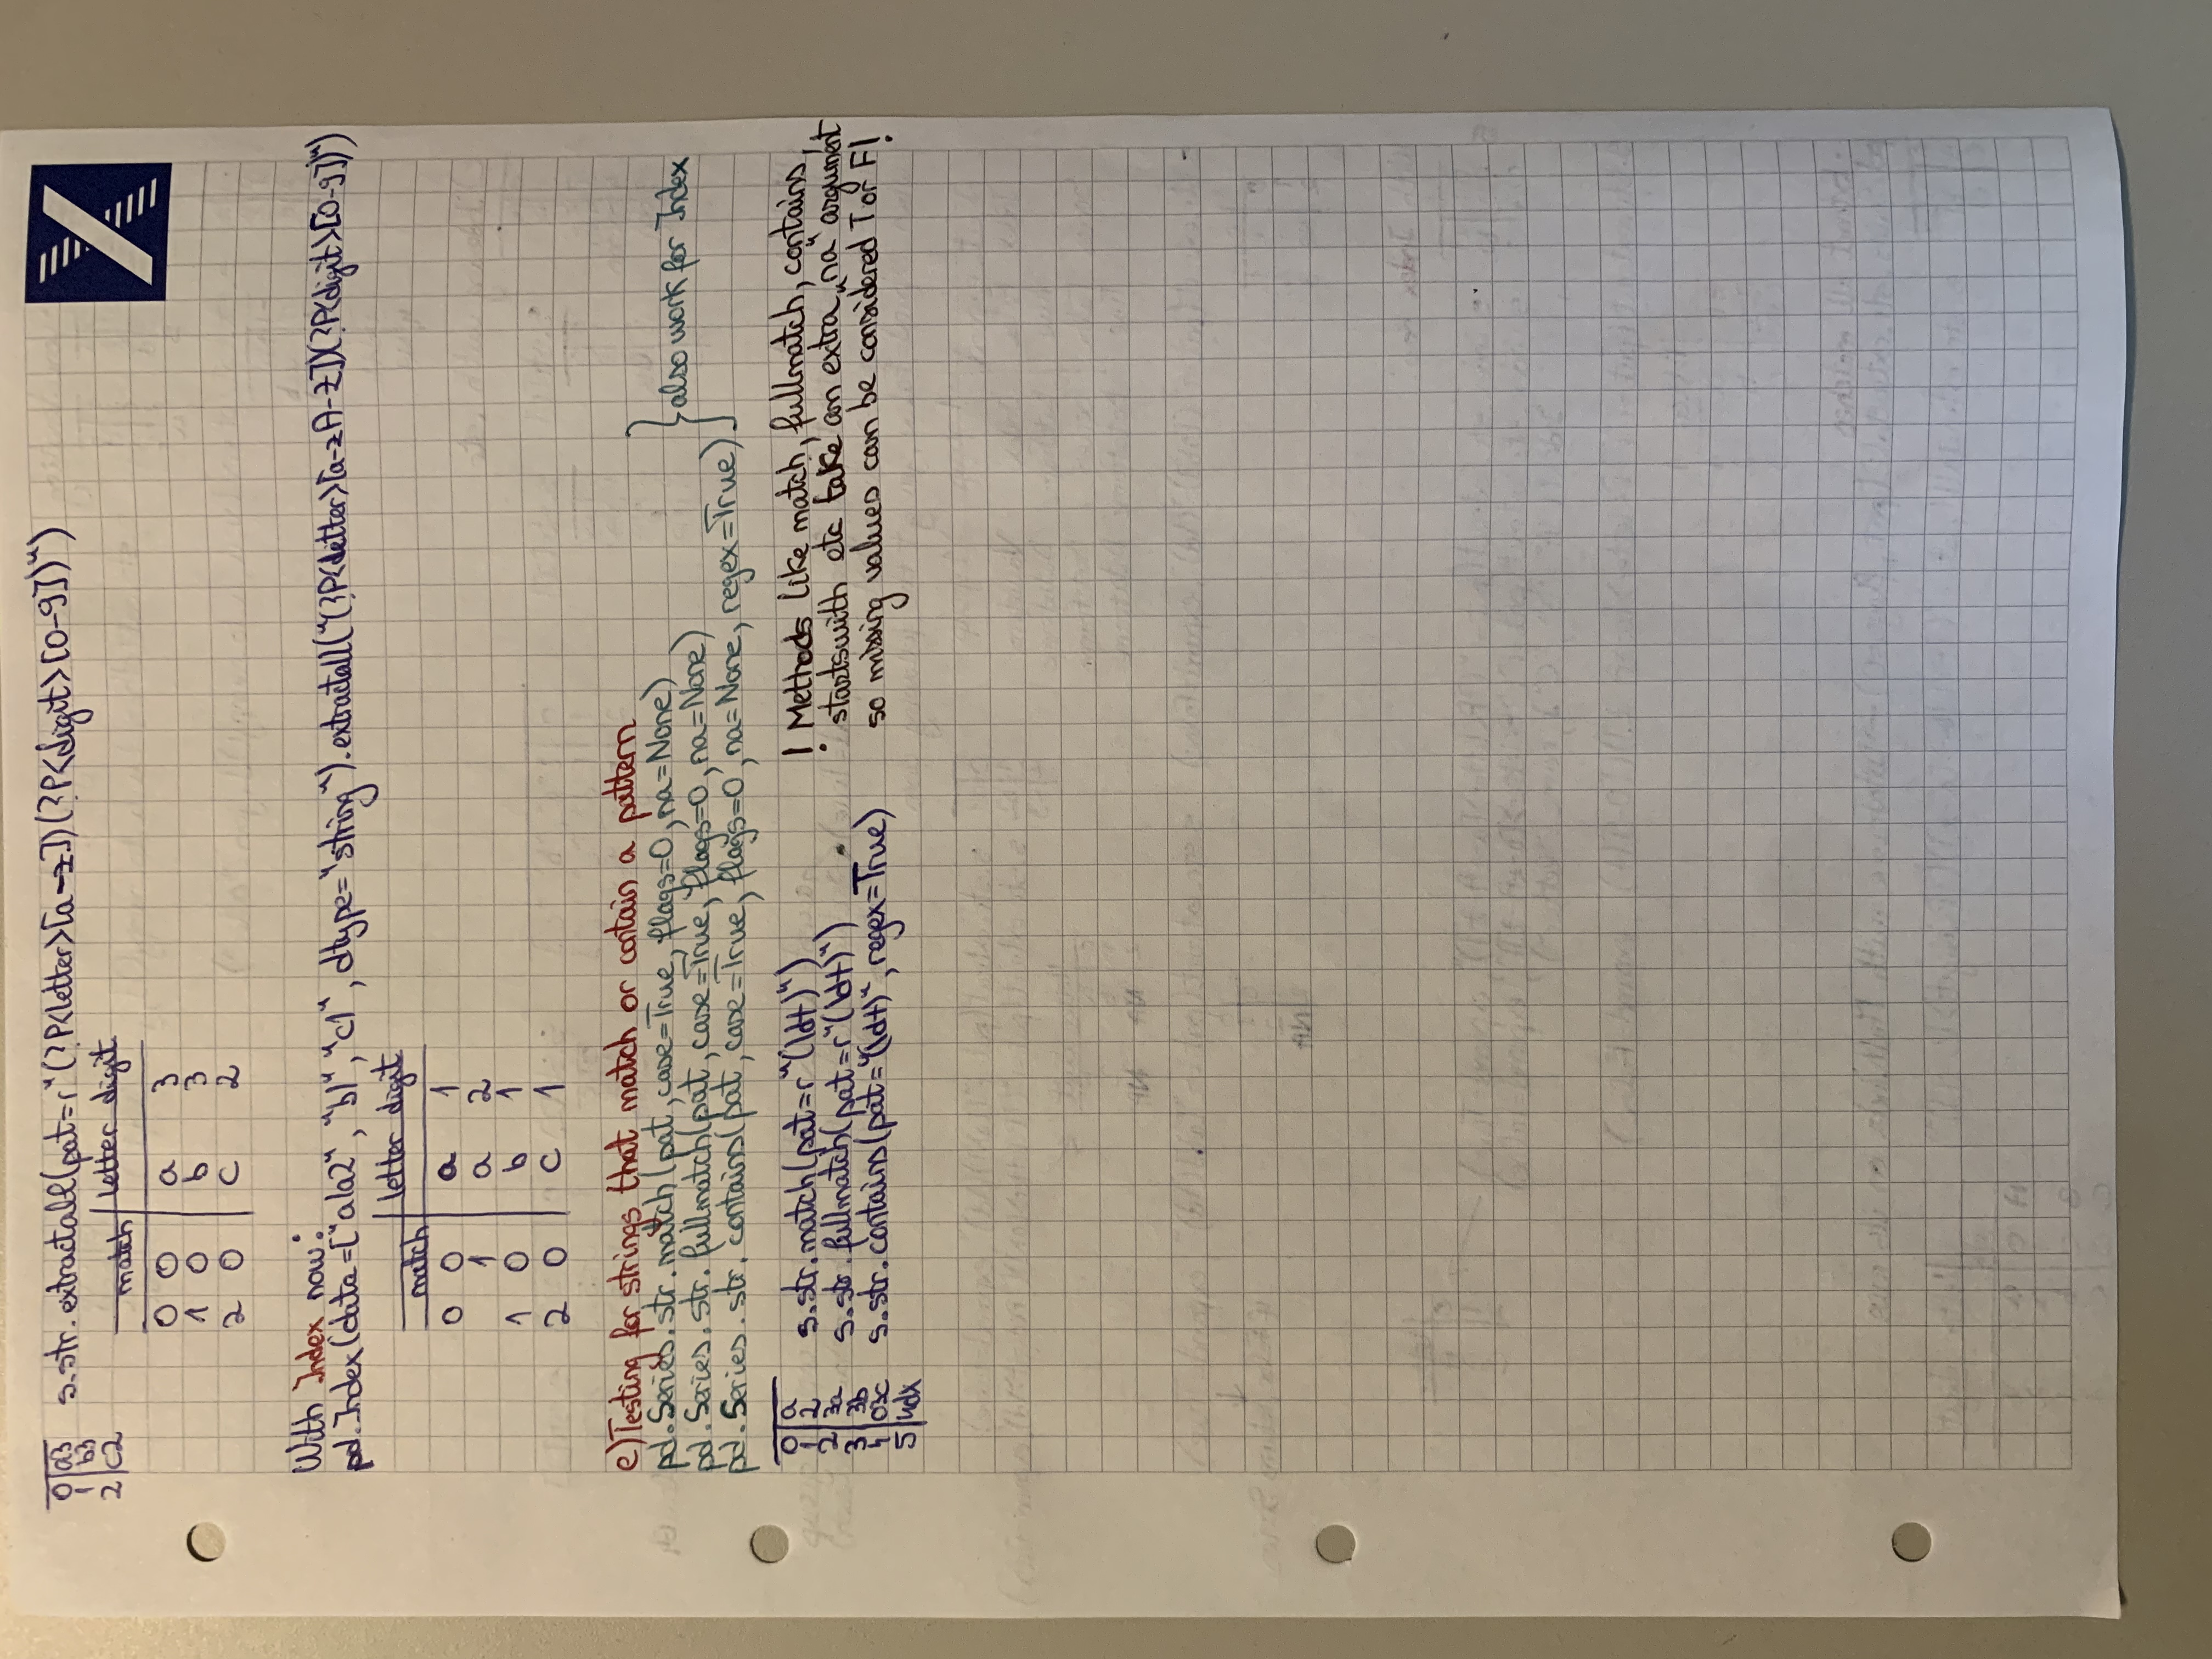 0|a3 s.str.extractall(pat=r"(?P<letter>[a-z])(?P<digit>[0-9])")
1|b3
2|c2
letter digit
match
0 0 a 3
1 0 b 3
2 0 c 2
With Index now:
pd.Index(data=["a1a2", "b1", "c1", dtype="string").extractall("(?P<letter>[a-zA-Z])(?P<digit>[0-9])")
letter digit
match
0 0 a 1
1 a 2
1 0 b 1
2 0 c 1
e) Testing for strings that match or contain a pattern
pd.Series.str.match(pat, case=True, flags=0, na=None)
pd.Series.str.fullmatch(pat, case=True, flags=0, na=None)
pd.Series.str.contains(pat, case=True, flags=0, na=None, regex=True)
} also work for Index
0|a
1|2
2|3a
3|3b
4|03c
5|4dx
s.str.match(pat=r"(\d+)")
s.str.fullmatch(pat=r"(\d+)")
s.str.contains(pat="(\d+)", regex=True)
! Methods like match, fullmatch, contains,
startswith etc take an extra "na" argument
so missing values can be considered T or F!